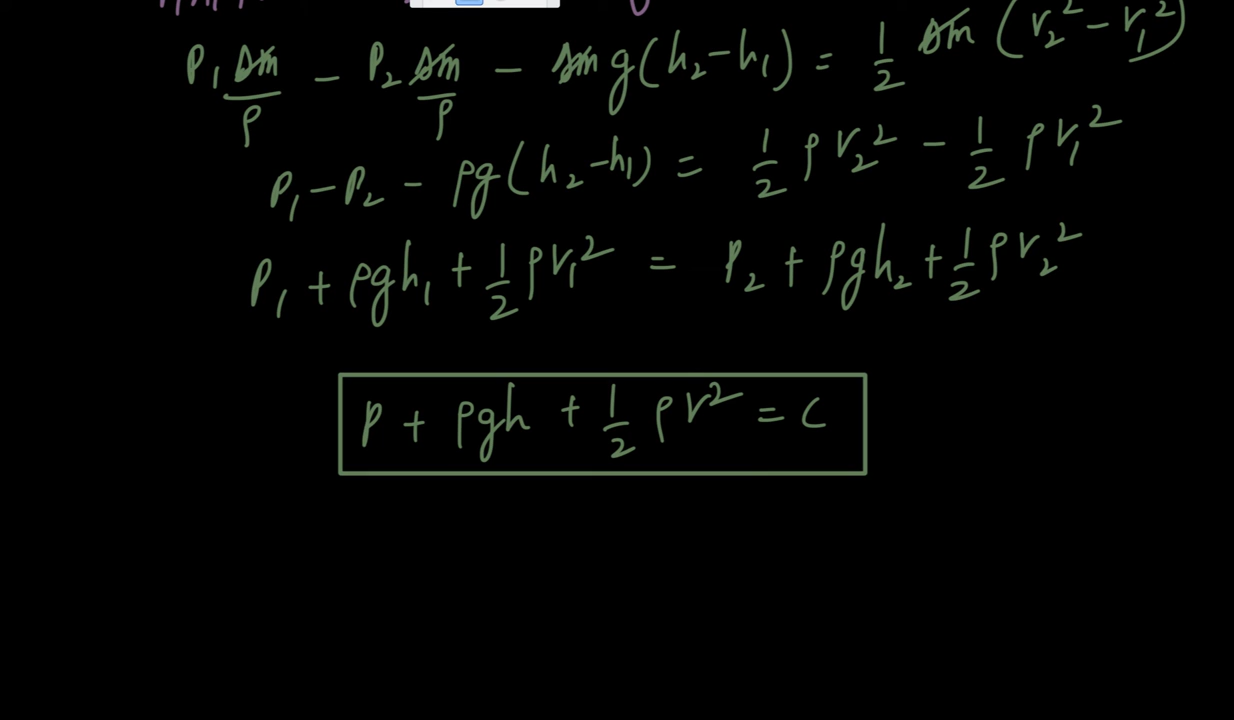 P₁ Δm/ρ − P₂ Δm/ρ − Δm g(h₂−h₁) = 1/2 Δm (v₂² − v₁²)
P₁ − P₂ − ρg(h₂−h₁) = 1/2 ρv₂² − 1/2 ρv₁²
P₁ + ρgh₁ + 1/2 ρv₁² = P₂ + ρgh₂ + 1/2 ρv₂²
P + ρgh + 1/2 ρv² = C